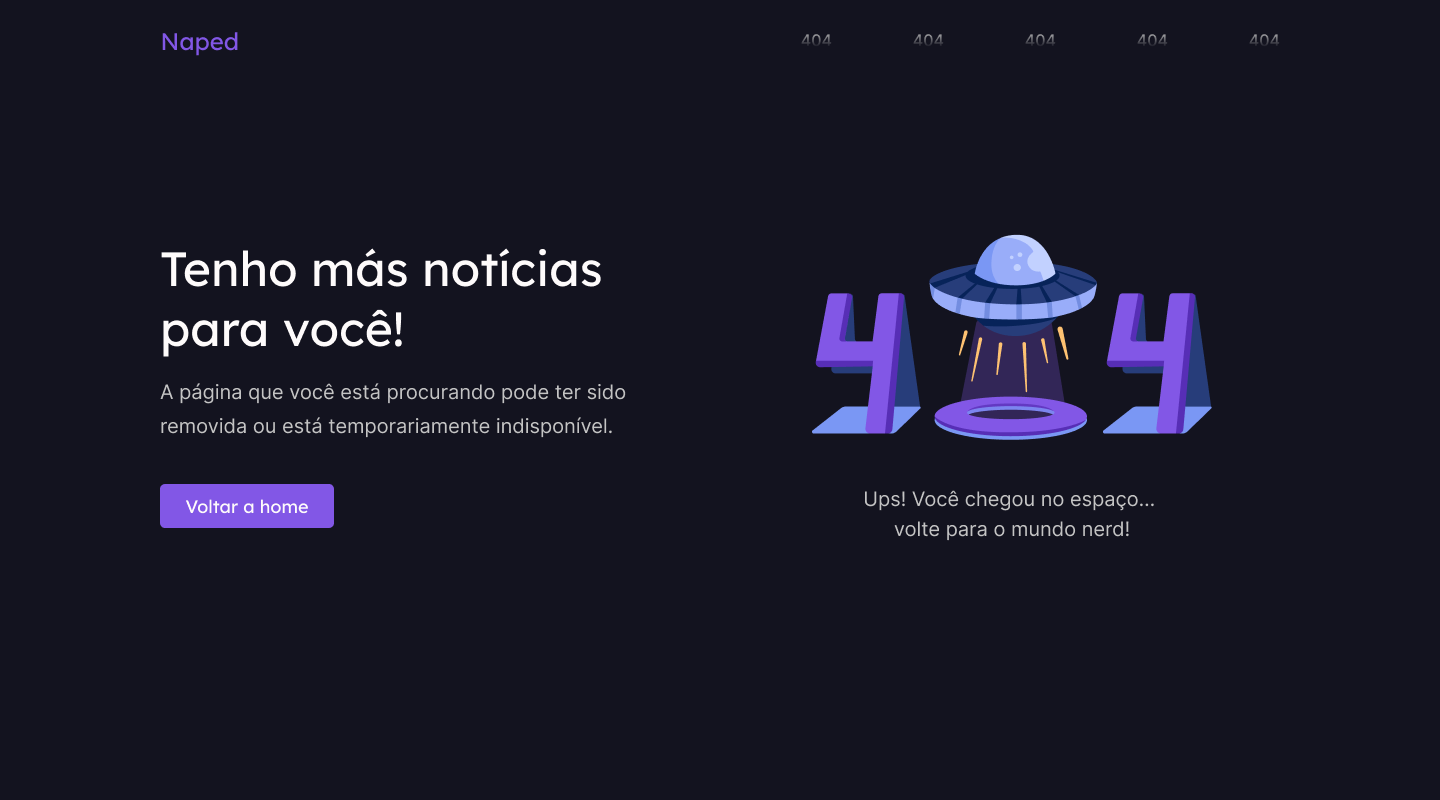 Naped
404 404 404 404 404
Tenho más notícias
para você!
A página que você está procurando pode ter sido
removida ou está temporariamente indisponível.
Voltar a home
404
Ups! Você chegou no espaço...
volte para o mundo nerd!